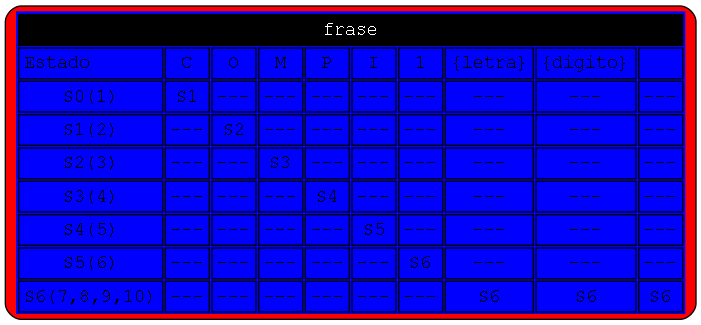 frase
Estado C O M P I 1 {letra} {digito}
S0(1) S1 --- --- --- --- --- --- --- ---
S1(2) --- S2 --- --- --- --- --- --- ---
S2(3) --- --- S3 --- --- --- --- --- ---
S3(4) --- --- --- S4 --- --- --- --- ---
S4(5) --- --- --- --- S5 --- --- --- ---
S5(6) --- --- --- --- --- S6 --- --- ---
S6(7,8,9,10) --- --- --- --- --- --- S6 S6 S6